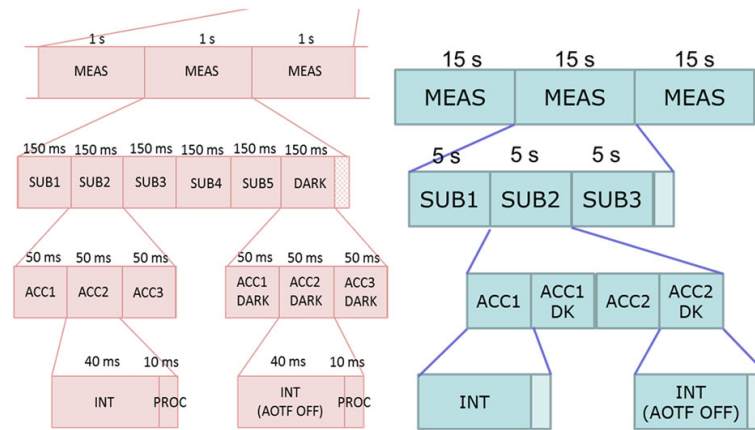 1 s 1 s 1 s
MEAS MEAS MEAS
150 ms 150 ms 150 ms 150 ms 150 ms 150 ms
SUB1 SUB2 SUB3 SUB4 SUB5 DARK
50 ms 50 ms 50 ms
ACC1 ACC2 ACC3
50 ms 50 ms 50 ms
ACC1 ACC2 ACC3
DARK DARK DARK
40 ms 10 ms
INT PROC
40 ms 10 ms
INT
(AOTF OFF) PROC
15 s 15 s 15 s
MEAS MEAS MEAS
5 s 5 s 5 s
SUB1 SUB2 SUB3
ACC1 ACC1 ACC2 ACC2
DK DK
INT
INT
(AOTF OFF)